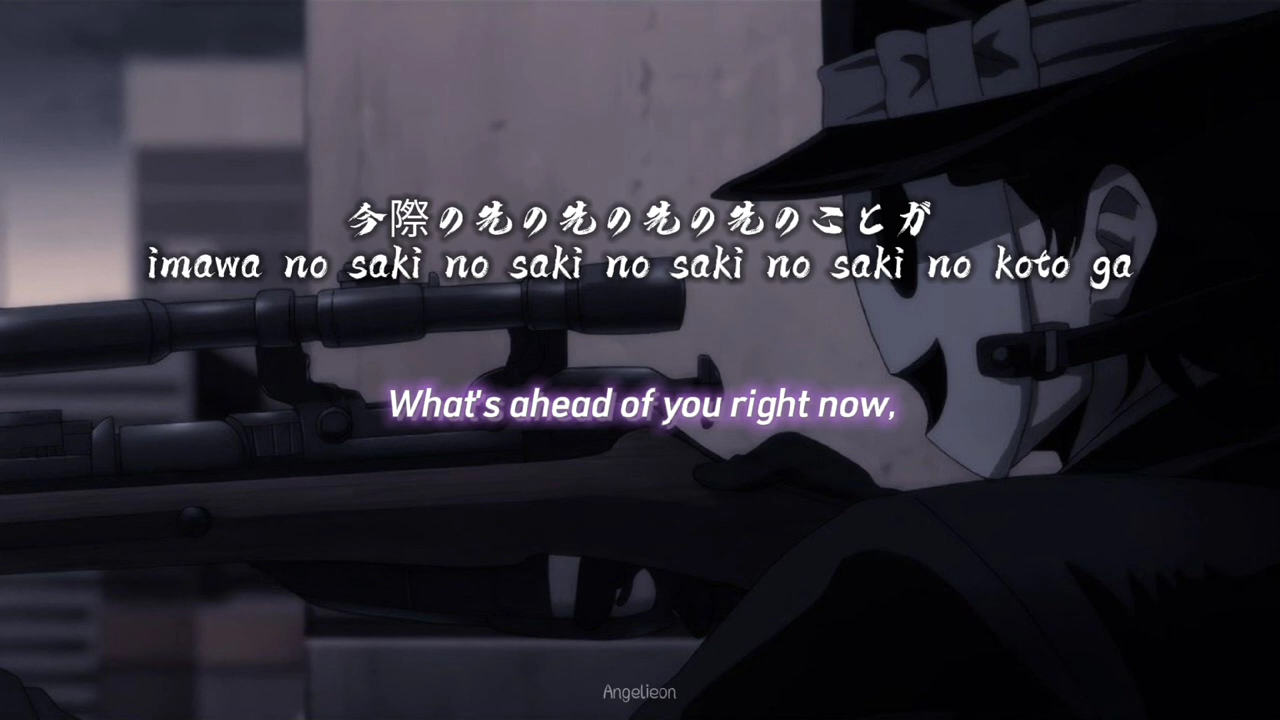 今際の先の先の先の先のことが
imawa no saki no saki no saki no saki no koto ga
What's ahead of you right now,
Angelieon